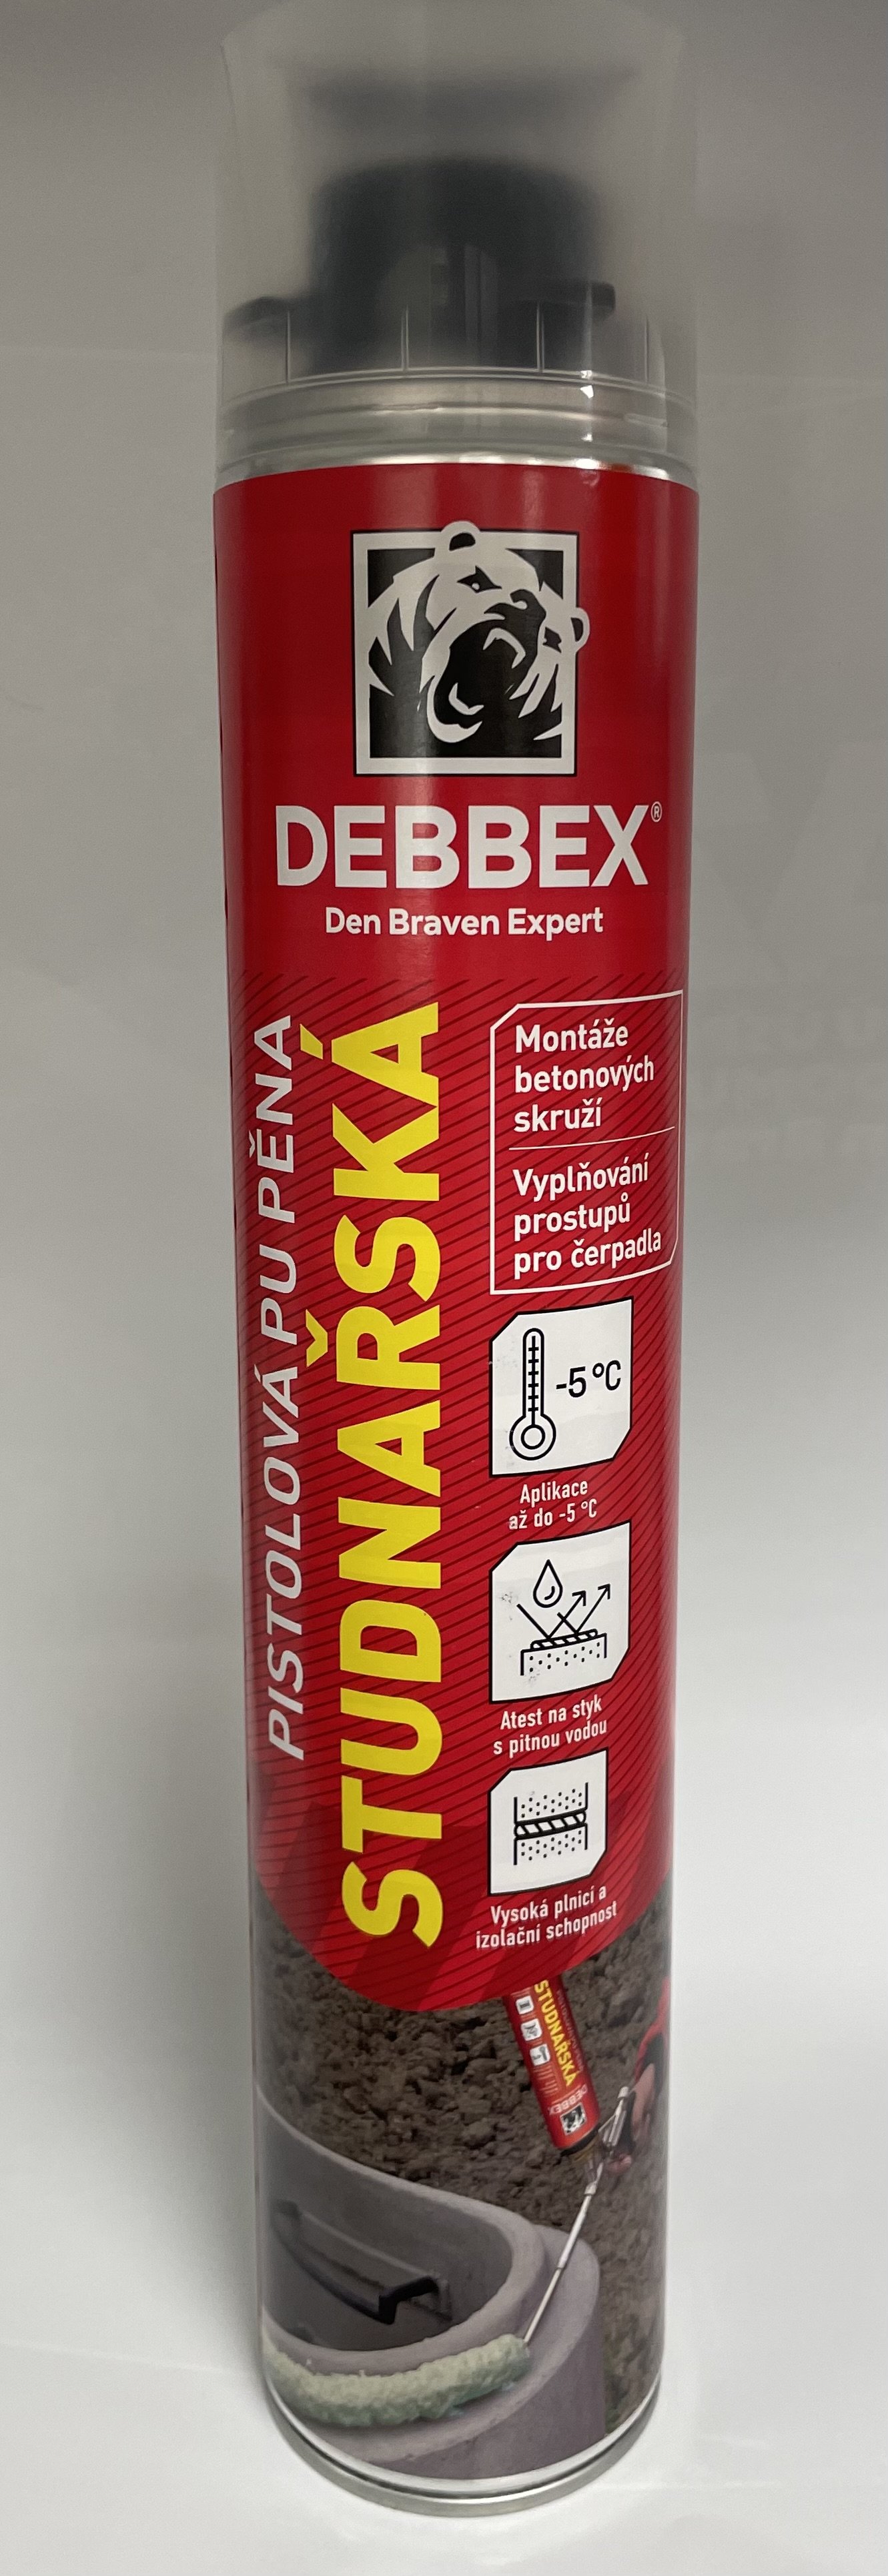 DEBBEX®
Den Braven Expert
PISTOLOVÁ PU PĚNA
STUDNAŘSKÁ
Montáže
betonových
skruží
Vyplňování
prostupů
pro čerpadla
-5 °C
Aplikace
až do -5 °C
Atest na styk
s pitnou vodou
Vysoká plnicí a
izolační schopnost
STUDNAŘSKÁ
DEBBEX